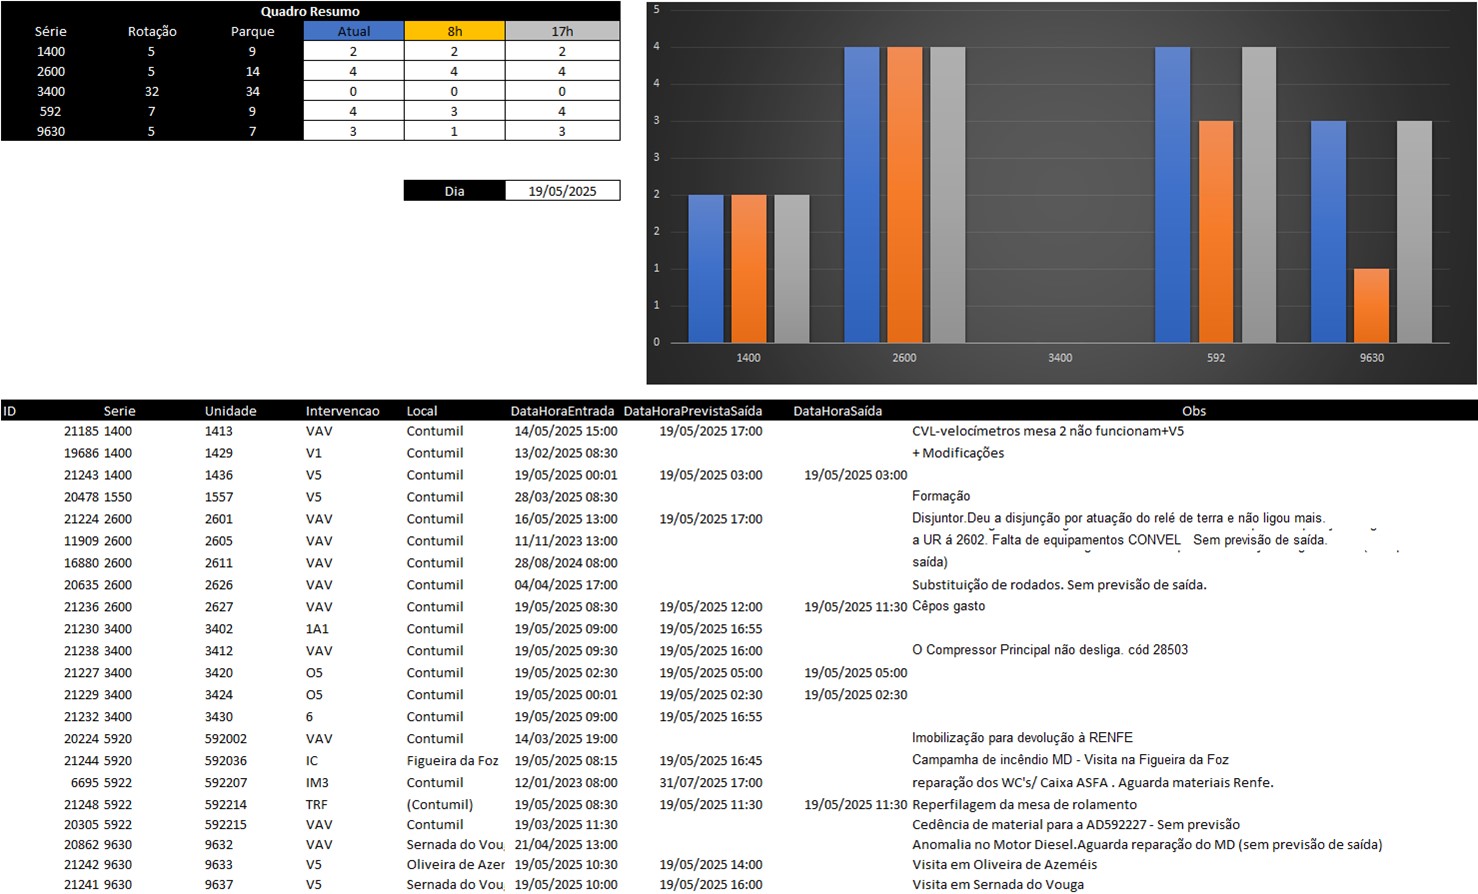 Quadro Resumo
Série Rotação Parque Atual 8h 17h
1400 5 9 2 2 2
2600 5 14 4 4 4
3400 32 34 0 0 0
592 7 9 4 3 4
9630 5 7 3 1 3
Dia 19/05/2025
5
4
4
3
3
2
2
1
1
0
1400 2600 3400 592 9630
ID Serie Unidade Intervencao Local DataHoraEntrada DataHoraPrevistaSaída DataHoraSaída Obs
21185 1400 1413 VAV Contumil 14/05/2025 15:00 19/05/2025 17:00 CVL-velocímetros mesa 2 não funcionam+V5
19686 1400 1429 V1 Contumil 13/02/2025 08:30 + Modificações
21243 1400 1436 V5 Contumil 19/05/2025 00:01 19/05/2025 03:00 19/05/2025 03:00
20478 1550 1557 V5 Contumil 28/03/2025 08:30 Formação
21224 2600 2601 VAV Contumil 16/05/2025 13:00 19/05/2025 17:00 Disjuntor.Deu a disjunção por atuação do relé de terra e não ligou mais.
11909 2600 2605 VAV Contumil 11/11/2023 13:00 a UR á 2602. Falta de equipamentos CONVEL Sem previsão de saída.
16880 2600 2611 VAV Contumil 28/08/2024 08:00 saída)
20635 2600 2626 VAV Contumil 04/04/2025 17:00 Substituição de rodados. Sem previsão de saída.
21236 2600 2627 VAV Contumil 19/05/2025 08:30 19/05/2025 12:00 19/05/2025 11:30 Cêpos gasto
21230 3400 3402 1A1 Contumil 19/05/2025 09:00 19/05/2025 16:55
21238 3400 3412 VAV Contumil 19/05/2025 09:30 19/05/2025 16:00 O Compressor Principal não desliga. cód 28503
21227 3400 3420 O5 Contumil 19/05/2025 02:30 19/05/2025 05:00 19/05/2025 05:00
21229 3400 3424 O5 Contumil 19/05/2025 00:01 19/05/2025 02:30 19/05/2025 02:30
21232 3400 3430 6 Contumil 19/05/2025 09:00 19/05/2025 16:55
20224 5920 592002 VAV Contumil 14/03/2025 19:00 Imobilização para devolução à RENFE
21244 5920 592036 IC Figueira da Foz 19/05/2025 08:15 19/05/2025 16:45 Campanha de incêndio MD - Visita na Figueira da Foz
6695 5922 592207 IM3 Contumil 12/01/2023 08:00 31/07/2025 17:00 reparação dos WC's/ Caixa ASFA . Aguarda materiais Renfe.
21248 5922 592214 TRF (Contumil) 19/05/2025 08:30 19/05/2025 11:30 19/05/2025 11:30 Reperfilagem da mesa de rolamento
20305 5922 592215 VAV Contumil 19/03/2025 11:30 Cedência de material para a AD592227 - Sem previsão
20862 9630 9632 VAV Sernada do Vou 21/04/2025 13:00 Anomalia no Motor Diesel.Aguarda reparação do MD (sem previsão de saída)
21242 9630 9633 V5 Oliveira de Azer 19/05/2025 10:30 19/05/2025 14:00 Visita em Oliveira de Azeméis
21241 9630 9637 V5 Sernada do Vou 19/05/2025 10:00 19/05/2025 16:00 Visita em Sernada do Vouga